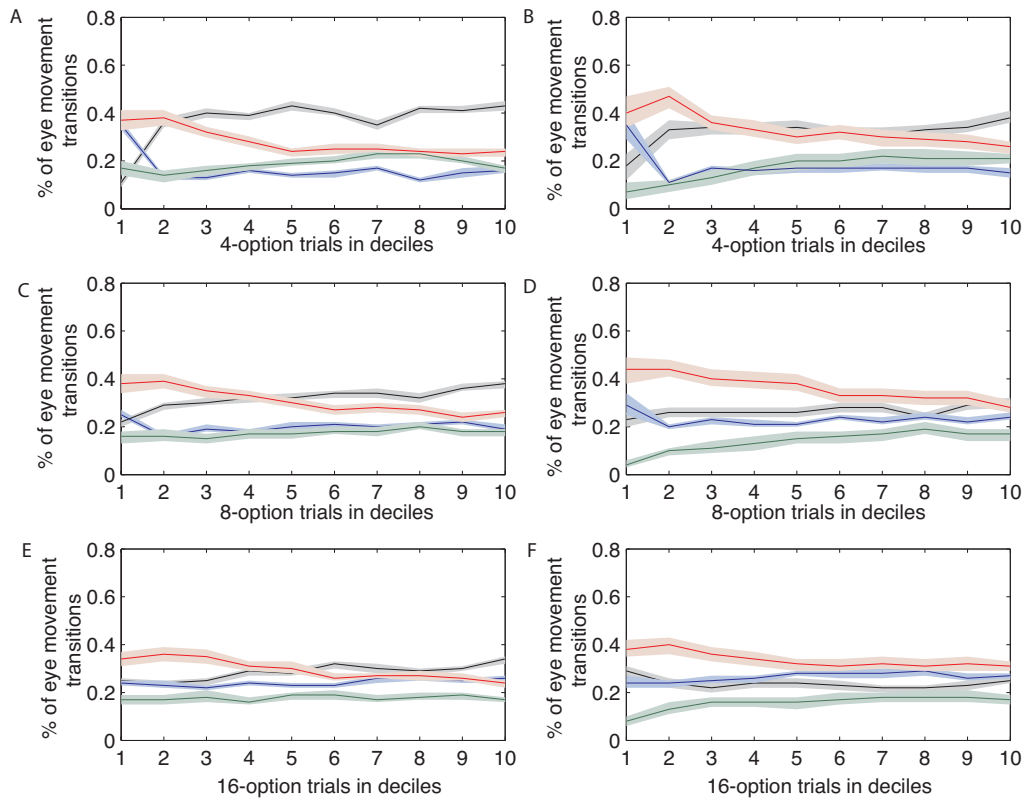 A
% of eye movement
transitions
0.8
0.6
0.4
0.2
0
1 2 3 4 5 6 7 8 9 10
4-option trials in deciles
B
% of eye movement
transitions
0.8
0.6
0.4
0.2
0
1 2 3 4 5 6 7 8 9 10
4-option trials in deciles
C
% of eye movement
transitions
0.8
0.6
0.4
0.2
0
1 2 3 4 5 6 7 8 9 10
8-option trials in deciles
D
% of eye movement
transitions
0.8
0.6
0.4
0.2
0
1 2 3 4 5 6 7 8 9 10
8-option trials in deciles
E
% of eye movement
transitions
0.8
0.6
0.4
0.2
0
1 2 3 4 5 6 7 8 9 10
16-option trials in deciles
F
% of eye movement
transitions
0.8
0.6
0.4
0.2
0
1 2 3 4 5 6 7 8 9 10
16-option trials in deciles